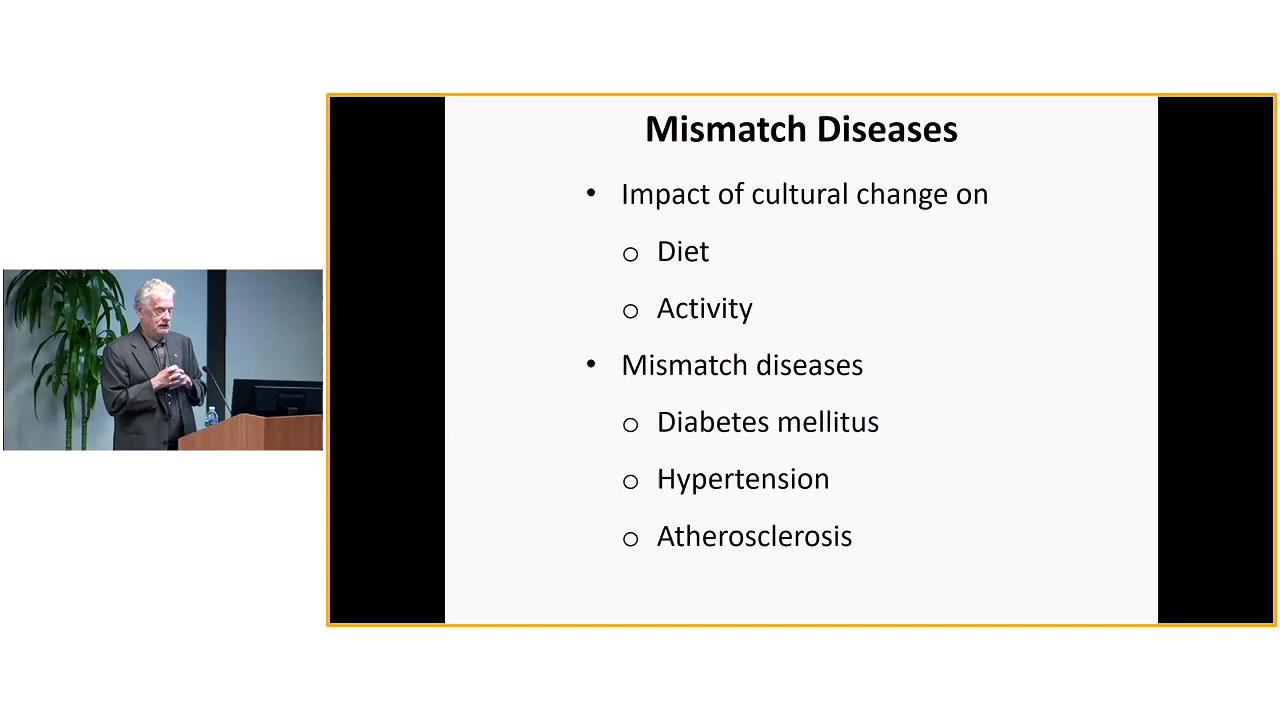 Mismatch Diseases
• Impact of cultural change on
o Diet
o Activity
• Mismatch diseases
o Diabetes mellitus
o Hypertension
o Atherosclerosis